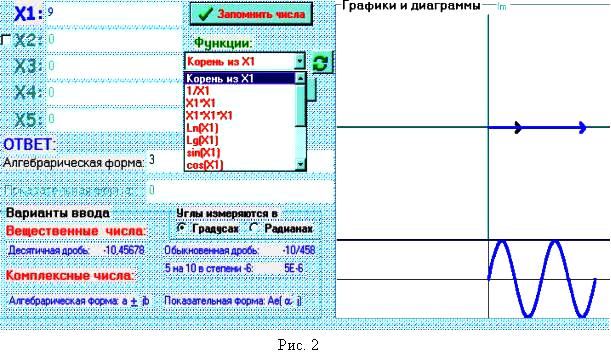 X1: 9
Запомнить числа
X2: 0
Функции:
X3: 0
Корень из X1
Корень из X1
X4: 0
1/X1
X1*X1
X5: 0
X1*X1*X1
Ln(X1)
ОТВЕТ:
Lg(X1)
sin(X1)
Алгебрарическая форма: 3
cos(X1)
Показательная форма: 0
Варианты ввода
Углы измеряются в
Вещественные числа:
Градусах Радианах
Десятичная дробь: -10,45678
Обыкновенная дробь: -10/458
5 на 10 в степени -6: 5E-6
Комплексные числа:
Алгебрарическая форма: a ± jb
Показательная форма: Ae( α· j)
Графики и диаграммы
Im
Рис. 2